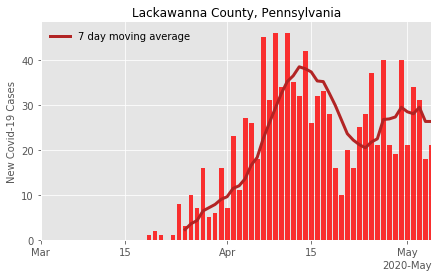 Lackawanna County, Pennsylvania
7 day moving average
New Covid-19 Cases
40
30
20
10
0
Mar
15
Apr
15
May
2020-May